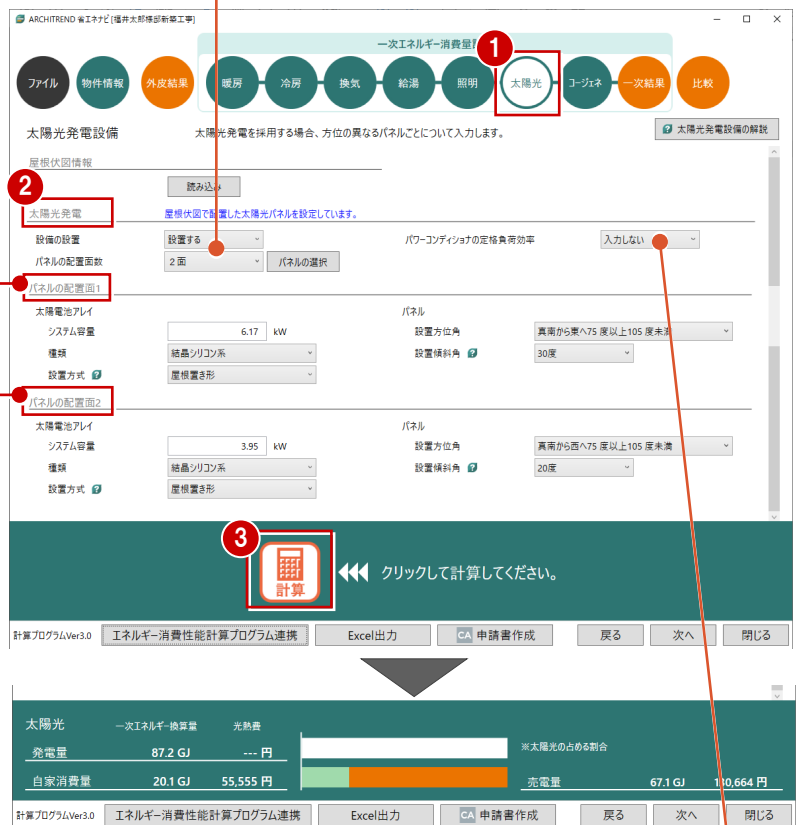 ARCHITREND 省エネナビ [福井太郎様邸新築工事]
一次エネルギー消費量
1
ファイル 物件情報 外皮結果 暖房 冷房 換気 給湯 照明 太陽光 コージェネ 一次結果 比較
太陽光発電設備 太陽光発電を採用する場合、方位の異なるパネルごとについて入力します。 ? 太陽光発電設備の解説
屋根伏図情報
2 読み込み
太陽光発電 屋根伏図で配置した太陽光パネルを設定しています。
設備の設置 設置する パワーコンディショナの定格負荷効率 入力しない
パネルの配置面数 2 面 パネルの選択
パネルの配置面1
太陽電池アレイ パネル
システム容量 6.17 kW 設置方位角 真南から東へ75 度以上105 度未満
種類 結晶シリコン系 設置傾斜角 ? 30度
設置方式 ? 屋根置き形
パネルの配置面2
太陽電池アレイ パネル
システム容量 3.95 kW 設置方位角 真南から西へ75 度以上105 度未満
種類 結晶シリコン系 設置傾斜角 ? 20度
設置方式 ? 屋根置き形
3
計算 クリックして計算してください。
計算プログラムVer3.0 エネルギー消費性能計算プログラム連携 Excel出力 CA 申請書作成 戻る 次へ 閉じる
太陽光 一次エネルギー換算量 光熱費
発電量 87.2 GJ --- 円 ※太陽光の占める割合
自家消費量 20.1 GJ 55,555 円 売電量 67.1 GJ 130,664 円
計算プログラムVer3.0 エネルギー消費性能計算プログラム連携 Excel出力 CA 申請書作成 戻る 次へ 閉じる